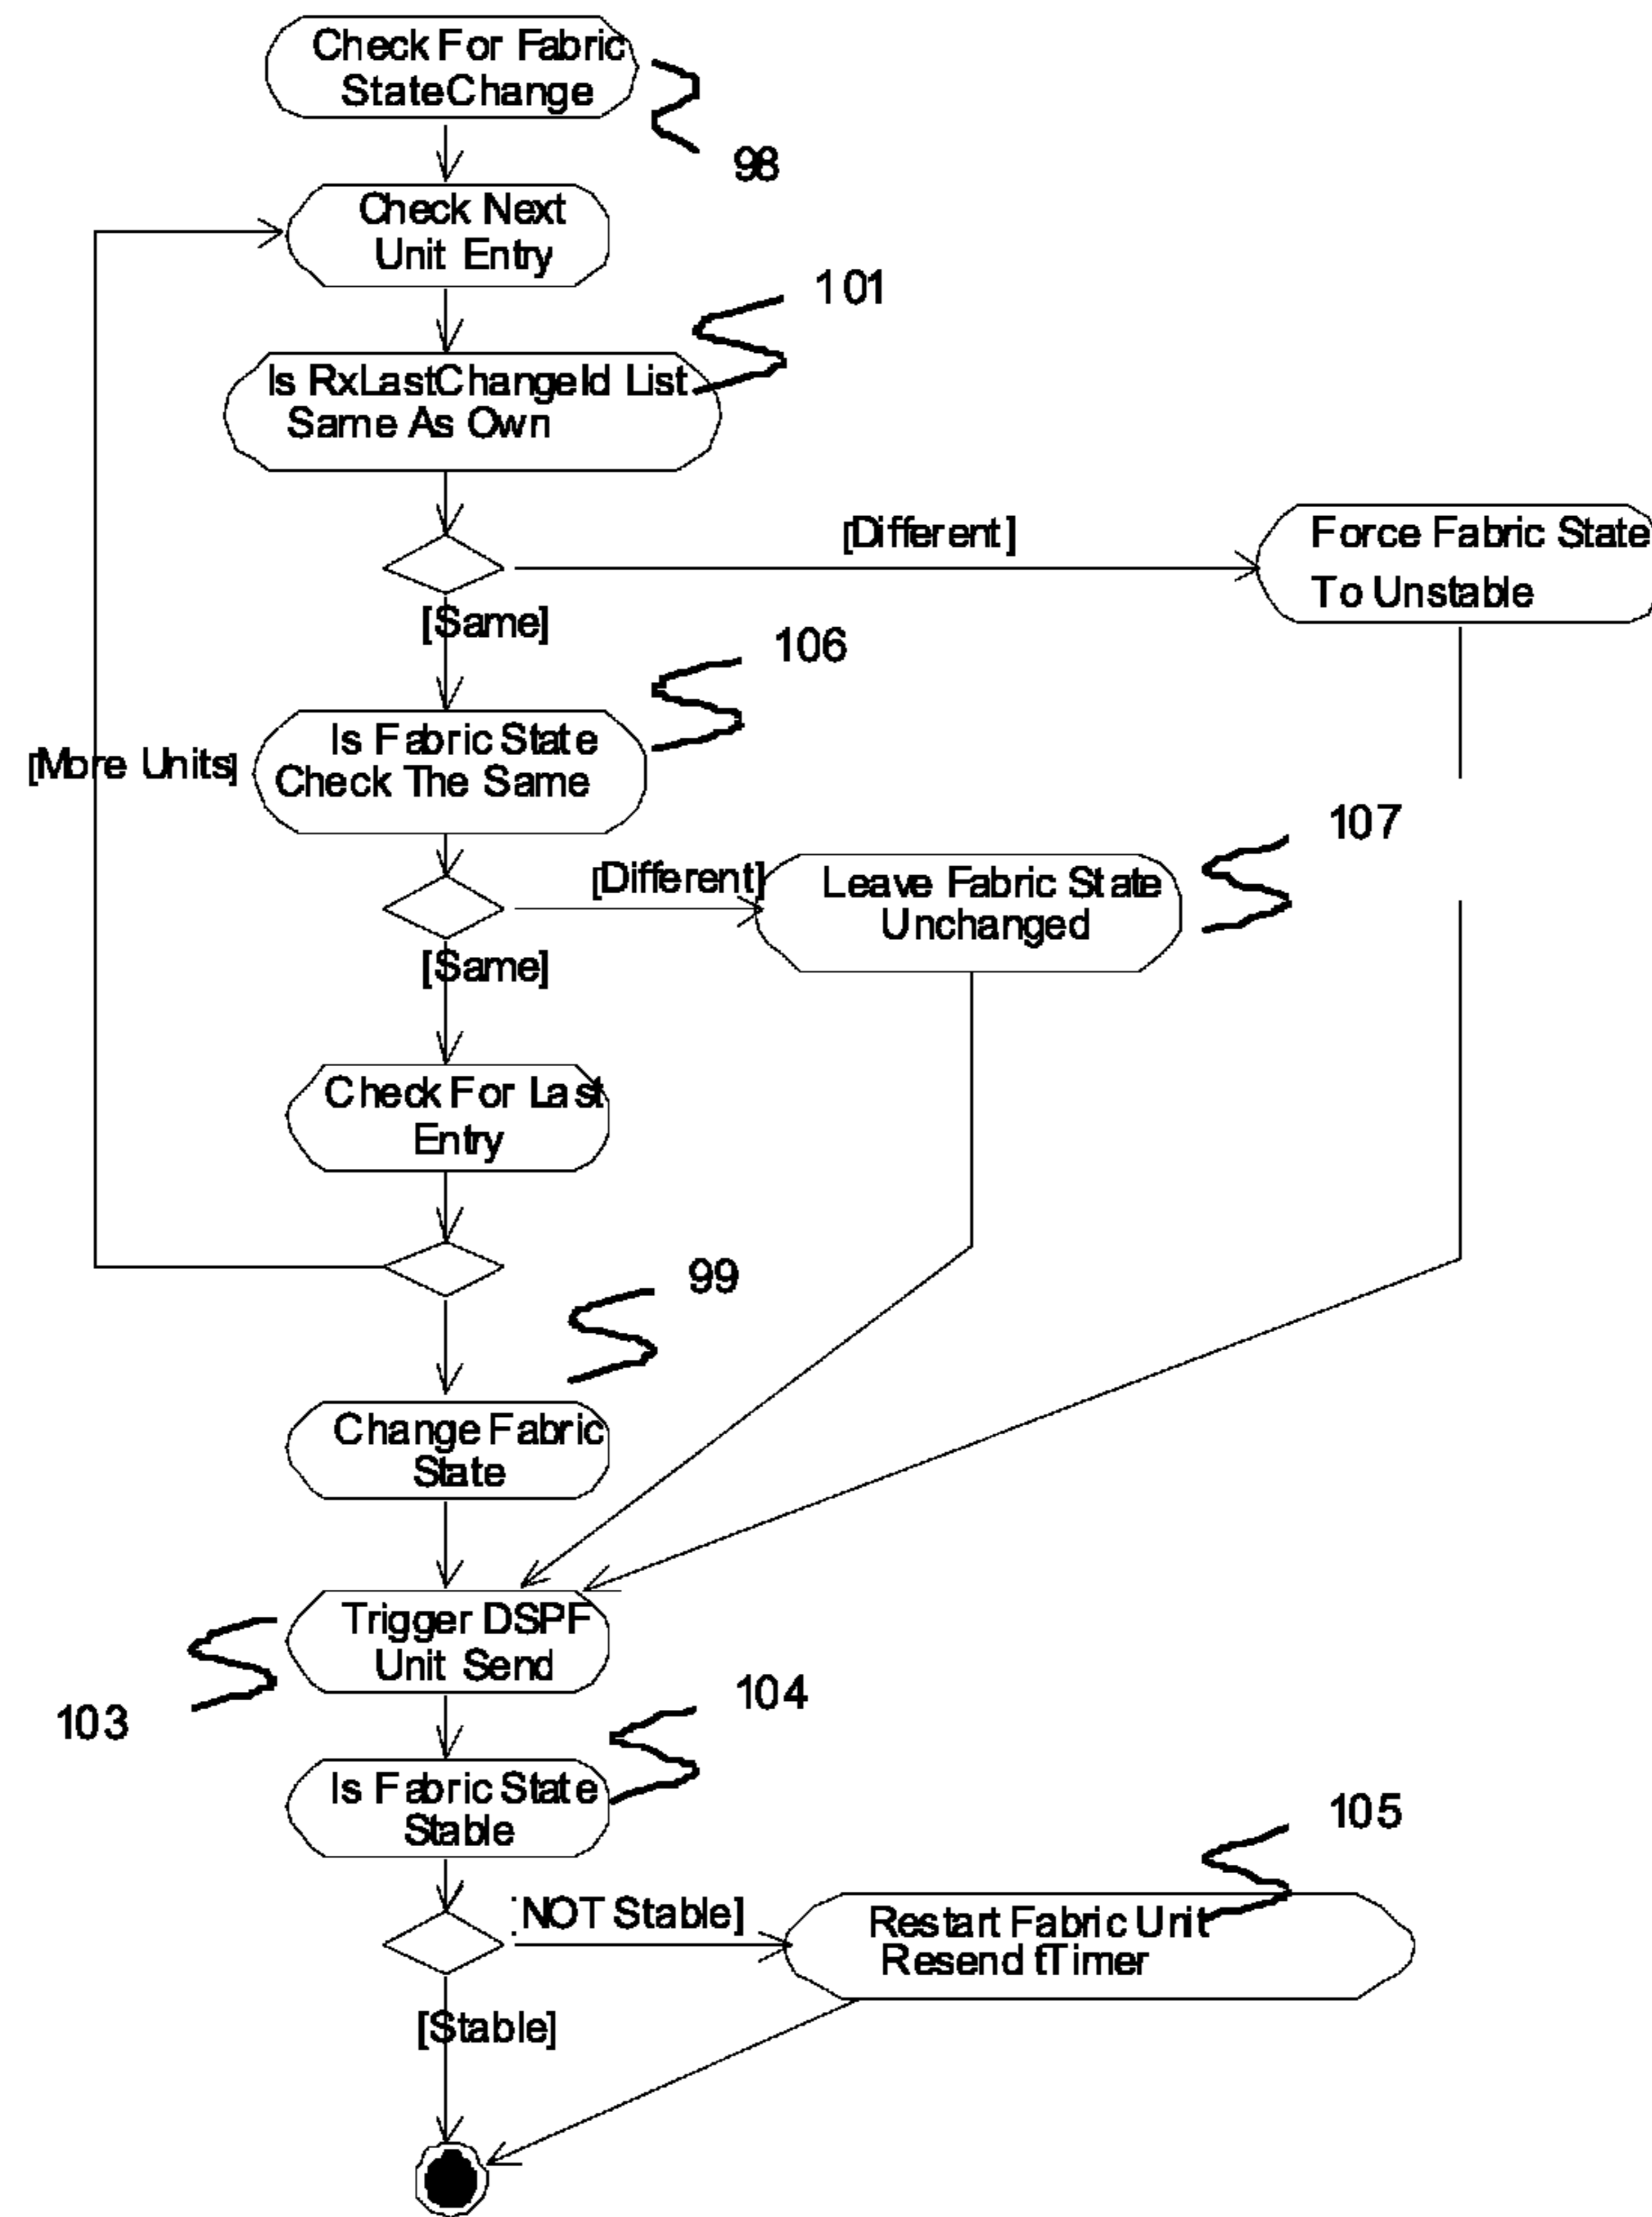 Check For Fabric
StateChange
98
Check Next
Unit Entry
101
Is RxLastChangeId List
Same As Own
[Different]
Force Fabric State
To Unstable
[Same]
106
Is Fabric State
Check The Same
[More Units]
107
[Different]
Leave Fabric State
Unchanged
[Same]
Check For Last
Entry
99
Change Fabric
State
Trigger DSPF
Unit Send
103
104
Is Fabric State
Stable
105
[NOT Stable]
Restart Fabric Unit
Resend tTimer
[Stable]